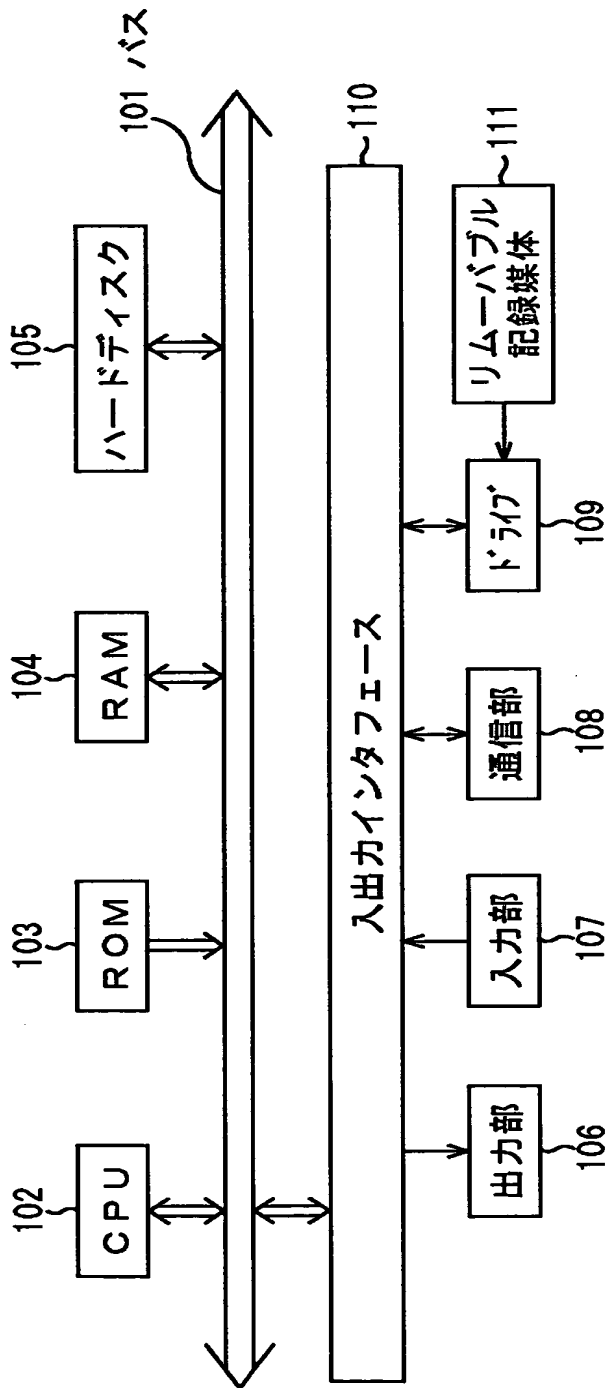 102
CPU
103
ROM
104
RAM
105
ハードディスク
101 バス
入出力インタフェース
110
出力部
106
入力部
107
通信部
108
ドライブ
109
リムーバブル
記録媒体
111